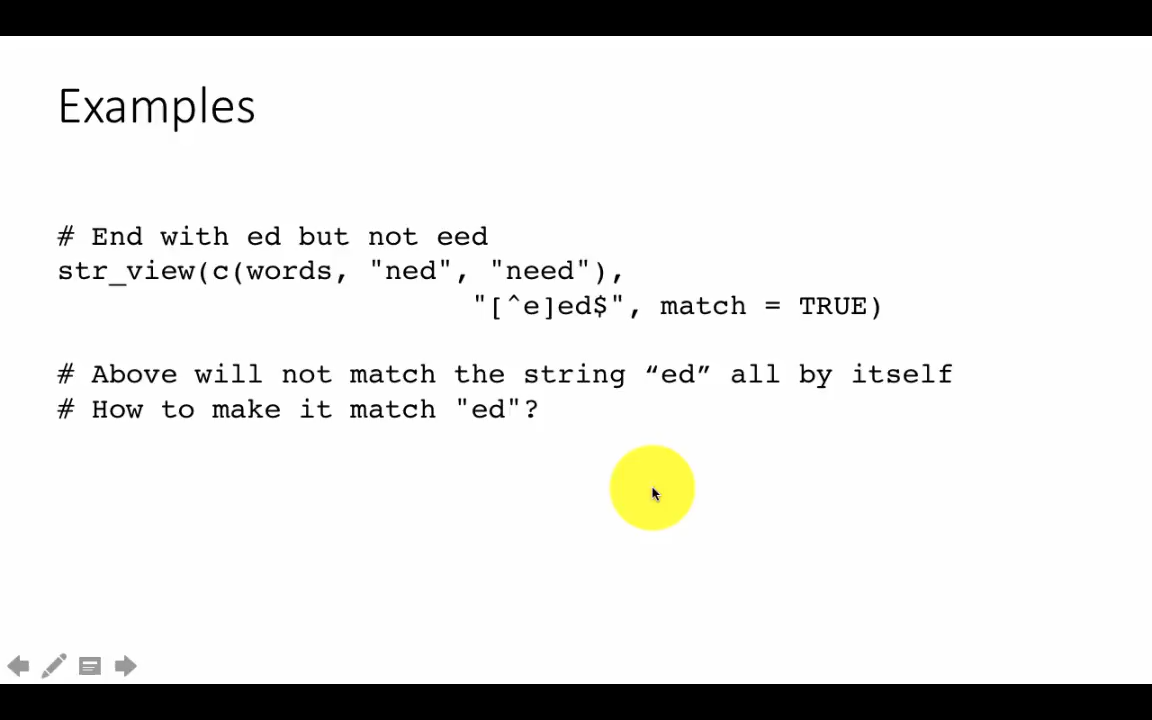 Examples
# End with ed but not eed
str_view(c(words, "ned", "need"),
"[^e]ed$", match = TRUE)
# Above will not match the string “ed” all by itself
# How to make it match "ed"?